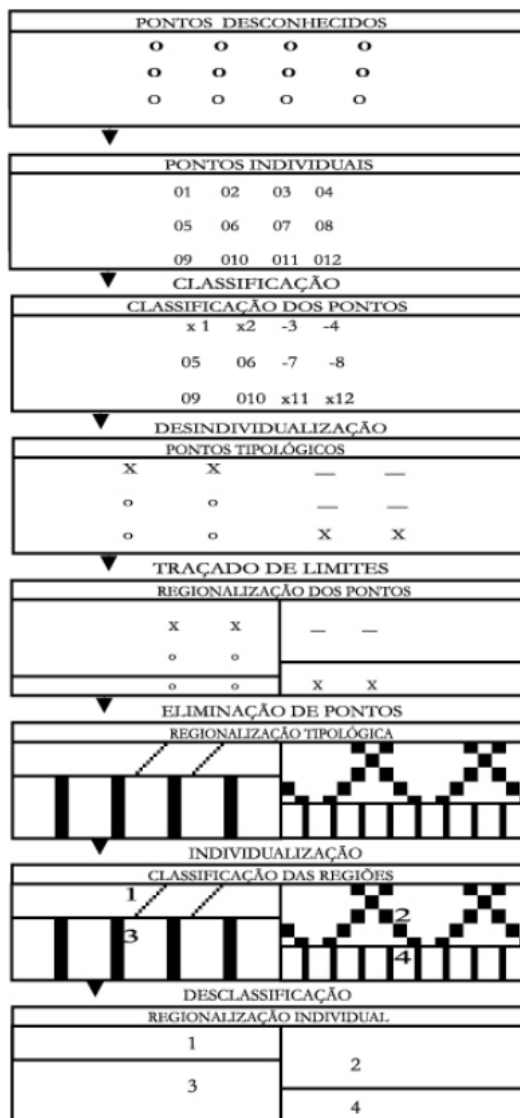 PONTOS DESCONHECIDOS
o o o o
o o o o
o o o o
PONTOS INDIVIDUAIS
01 02 03 04
05 06 07 08
09 010 011 012
CLASSIFICAÇÃO
CLASSIFICAÇÃO DOS PONTOS
x 1 x2 -3 -4
05 06 -7 -8
09 010 x11 x12
DESINDIVIDUALIZAÇÃO
PONTOS TIPOLÓGICOS
X X — —
o o — —
o o X X
TRAÇADO DE LIMITES
REGIONALIZAÇÃO DOS PONTOS
X X — —
o o
o o X X
ELIMINAÇÃO DE PONTOS
REGIONALIZAÇÃO TIPOLÓGICA
INDIVIDUALIZAÇÃO
CLASSIFICAÇÃO DAS REGIÕES
1
2
3
4
DESCLASSIFICAÇÃO
REGIONALIZAÇÃO INDIVIDUAL
1
2
3
4